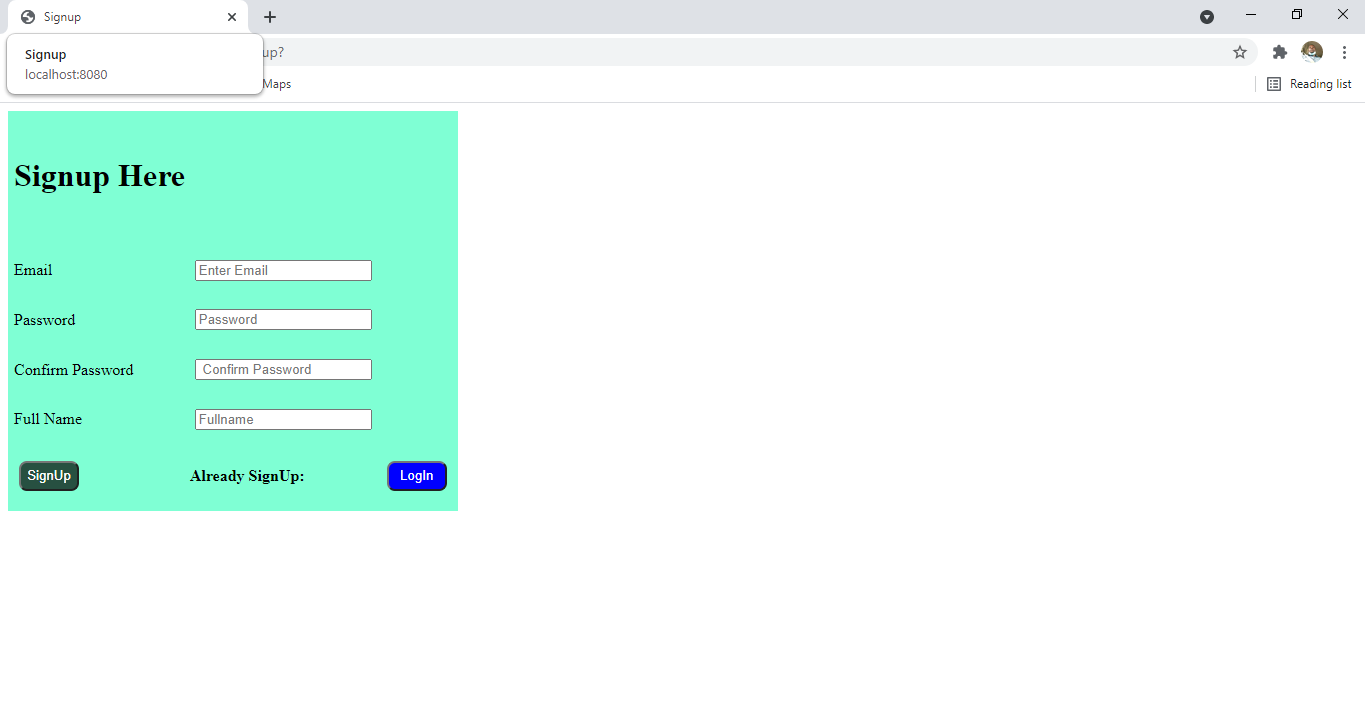 Signup
Signup
localhost:8080
up?
Maps
Reading list
Signup Here
Email Enter Email
Password Password
Confirm Password Confirm Password
Full Name Fullname
SignUp Already SignUp: LogIn